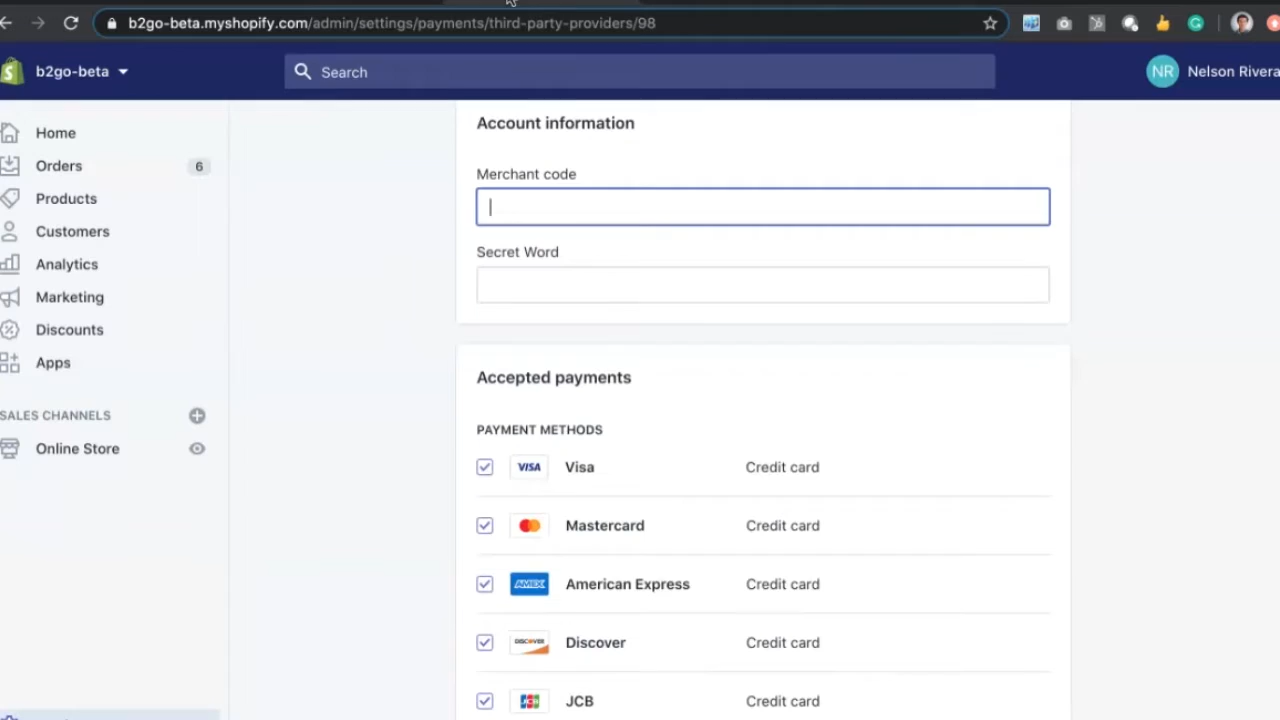 b2go-beta.myshopify.com/admin/settings/payments/third-party-providers/98
b2go-beta
Search
NR
Nelson Rivera
Home
Orders
6
Products
Customers
Analytics
Marketing
Discounts
Apps
SALES CHANNELS
Online Store
Account information
Merchant code
Secret Word
Accepted payments
PAYMENT METHODS
VISA Visa Credit card
Mastercard Credit card
AMEX American Express Credit card
DISCOVER Discover Credit card
JCB JCB Credit card